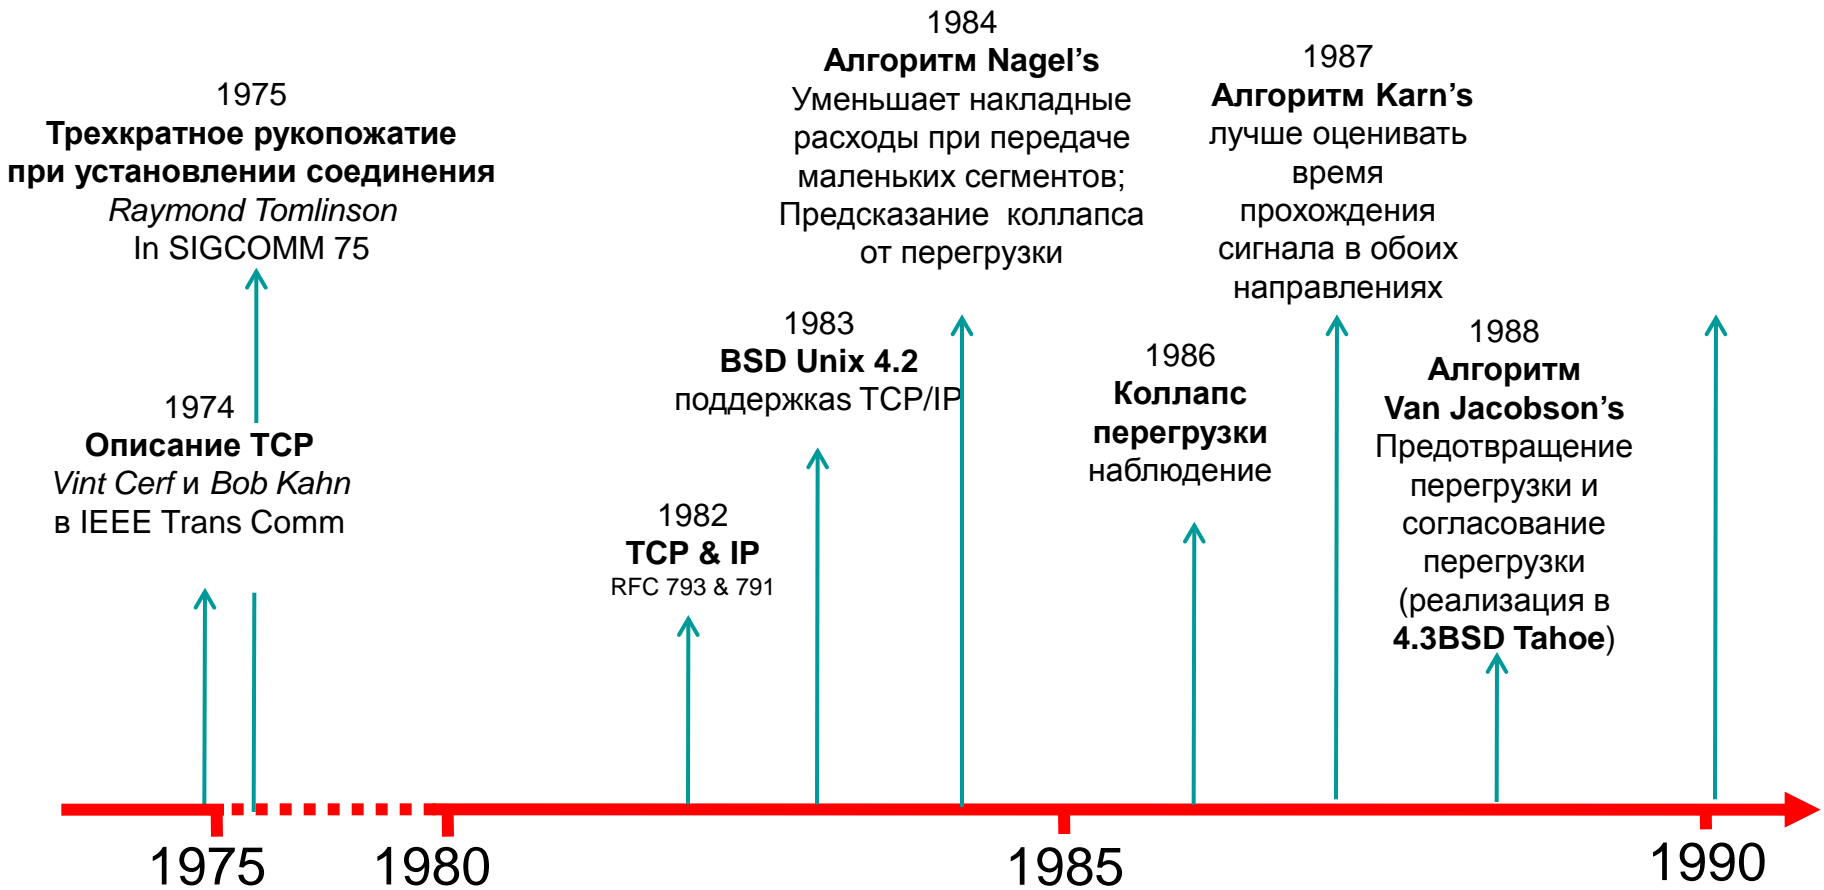 1975
Трехкратное рукопожатие
при установлении соединения
Raymond Tomlinson
In SIGCOMM 75
1974
Описание TCP
Vint Cerf и Bob Kahn
в IEEE Trans Comm
1982
TCP & IP
RFC 793 & 791
1983
BSD Unix 4.2
поддержкаs TCP/IP
1984
Алгоритм Nagel’s
Уменьшает накладные
расходы при передаче
маленьких сегментов;
Предсказание коллапса
от перегрузки
1986
Коллапс
перегрузки
наблюдение
1987
Алгоритм Karn’s
лучше оценивать
время
прохождения
сигнала в обоих
направлениях
1988
Алгоритм
Van Jacobson’s
Предотвращение
перегрузки и
согласование
перегрузки
(реализация в
4.3BSD Tahoe)
1975
1980
1985
1990